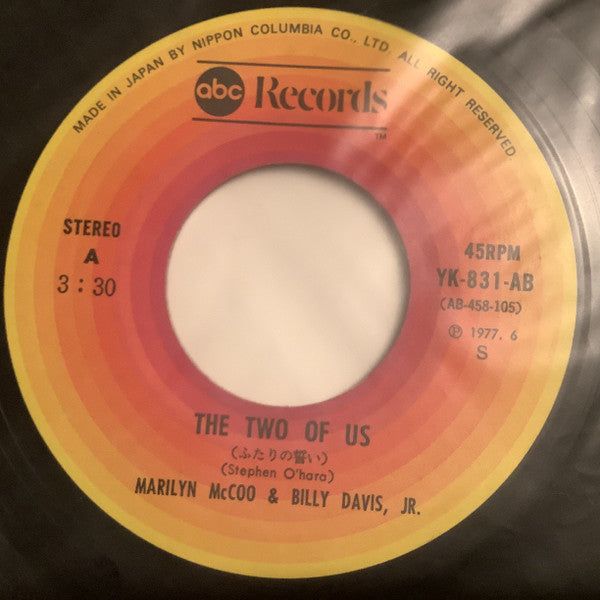 MADE IN JAPAN BY NIPPON COLUMBIA CO., LTD. ALL RIGHT RESERVED
abc Records
TM
STEREO
A
3:30
45RPM
YK-831-AB
(AB-458-105)
Ⓟ 1977. 6
S
THE TWO OF US
(ふたりの誓い)
(Stephen O'hara)
MARILYN McCOO & BILLY DAVIS, JR.